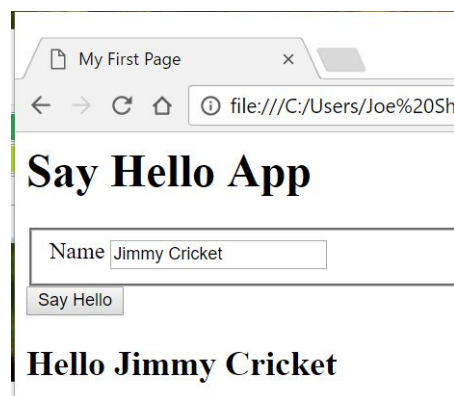 My First Page
file:///C:/Users/Joe%20Sh
Say Hello App
Name Jimmy Cricket
Say Hello
Hello Jimmy Cricket